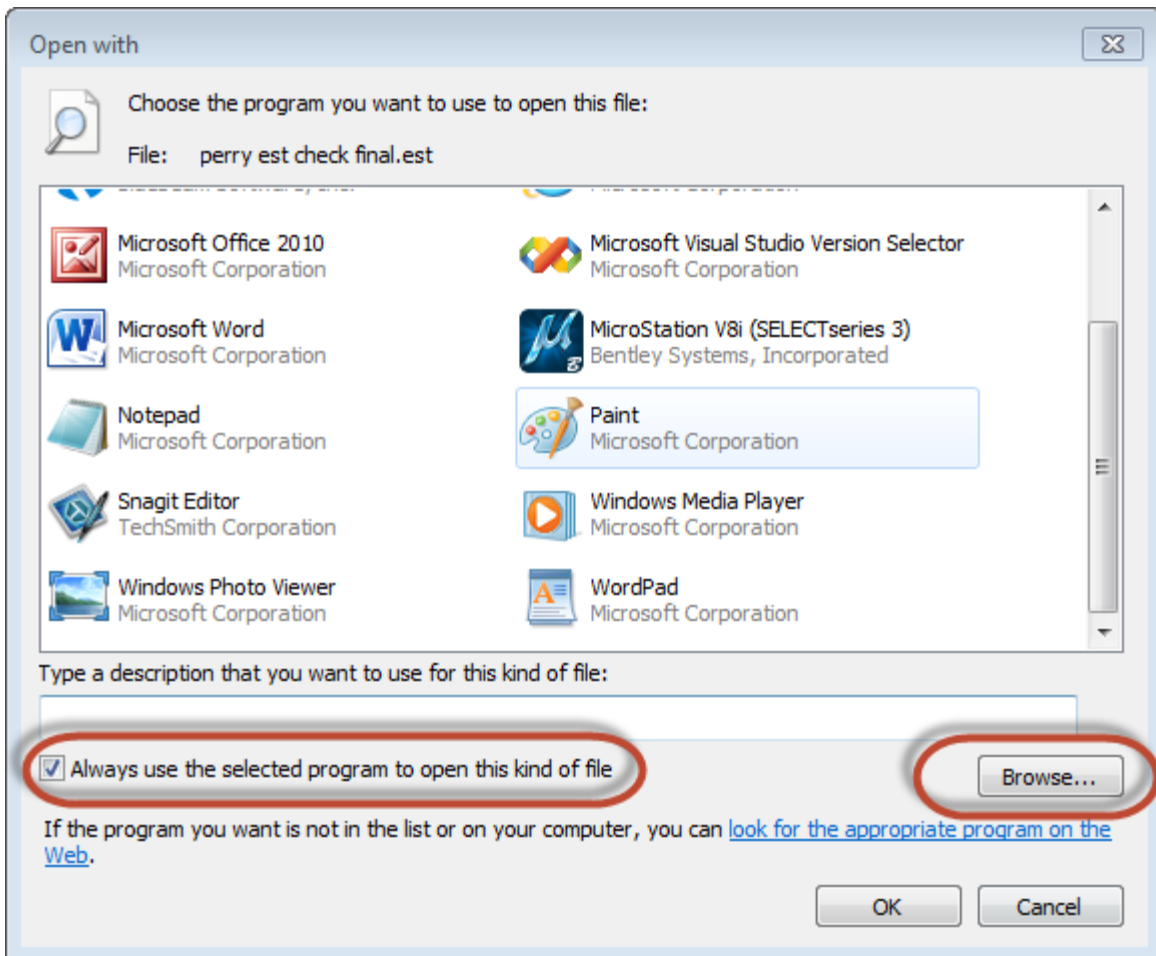 Open with
Choose the program you want to use to open this file:
File: perry est check final.est
Microsoft Office 2010
Microsoft Corporation
Microsoft Visual Studio Version Selector
Microsoft Corporation
Microsoft Word
Microsoft Corporation
MicroStation V8i (SELECTseries 3)
Bentley Systems, Incorporated
Notepad
Microsoft Corporation
Paint
Microsoft Corporation
Snagit Editor
TechSmith Corporation
Windows Media Player
Microsoft Corporation
Windows Photo Viewer
Microsoft Corporation
WordPad
Microsoft Corporation
Type a description that you want to use for this kind of file:
Always use the selected program to open this kind of file
Browse...
If the program you want is not in the list or on your computer, you can look for the appropriate program on the
Web.
OK
Cancel